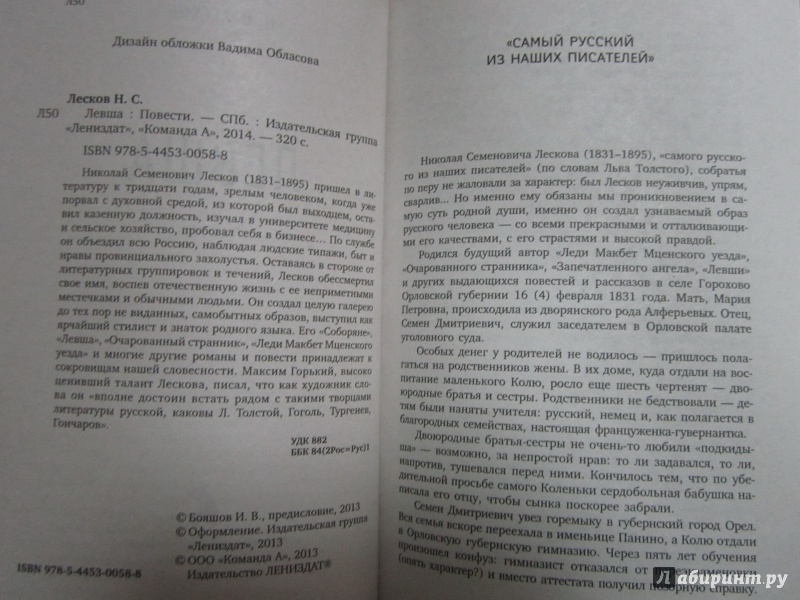 Л50
Дизайн обложки Вадима Обласова
Лесков Н. С.
Л50 Левша : Повести. — СПб. : Издательская группа
«Лениздат», «Команда А», 2014. — 320 с.
ISBN 978-5-4453-0058-8
Николай Семенович Лесков (1831–1895) пришел в ли-
тературу к тридцати годам, зрелым человеком, когда уже
порвал с духовной средой, из которой был выходцем, оста-
вил казенную должность, изучал в университете медицину
и сельское хозяйство, пробовал себя в бизнесе... По службе
он объездил всю Россию, наблюдая людские типажи, быт и
нравы провинциального захолустья. Оставаясь в стороне от
литературных группировок и течений, Лесков обессмертил
свое имя, воспев отечественную жизнь с ее неприметными
местечками и обычными людьми. Он создал целую галерею
до тех пор не виданных, самобытных образов, выступил как
ярчайший стилист и знаток родного языка. Его «Соборяне»,
«Левша», «Очарованный странник», «Леди Макбет Мценского
уезда» и многие другие романы и повести принадлежат к
сокровищам нашей словесности. Максим Горький, высоко
ценивший талант Лескова, писал, что как художник сло-
ва он «вполне достоин встать рядом с такими творцами
литературы русской, каковы Л. Толстой, Гоголь, Тургенев,
Гончаров».
УДК 882
ББК 84(2Рос=Рус)1
© Бояшов И. В., предисловие, 2013
© Оформление. Издательская группа
«Лениздат», 2013
© ООО «Команда А», 2013
Издательство ЛЕНИЗДАТ®
ISBN 978-5-4453-0058-8
«САМЫЙ РУССКИЙ
ИЗ НАШИХ ПИСАТЕЛЕЙ»
Николая Семеновича Лескова (1831–1895), «самого русско-
го из наших писателей» (по словам Льва Толстого), собратья
по перу не жаловали за характер: был Лесков неуживчив, упрям,
сварлив... Но именно ему обязаны мы проникновением в са-
мую суть родной души, именно он создал узнаваемый образ
русского человека — со всеми прекрасными и отталкивающи-
ми его качествами, с его страстями и высокой правдой.
Родился будущий автор «Леди Макбет Мценского уезда»,
«Очарованного странника», «Запечатленного ангела», «Левши»
и других выдающихся повестей и рассказов в селе Горохово
Орловской губернии 16 (4) февраля 1831 года. Мать, Мария
Петровна, происходила из дворянского рода Алферьевых. Отец,
Семен Дмитриевич, служил заседателем в Орловской палате
уголовного суда.
Особых денег у родителей не водилось — пришлось пола-
гаться на родственников жены. В их доме, куда отдали на вос-
питание маленького Колю, росло еще шесть чертенят — дво-
юродные братья и сестры. Родственники не бедствовали — де-
тям были наняты учителя: русский, немец и, как полагается в
благородных семействах, настоящая француженка-гувернантка.
Двоюродные братья-сестры не очень-то любили «подкиды-
ша» — возможно, за непростой нрав: то ли задавался, то ли,
напротив, тушевался перед ними. Кончилось тем, что по убе-
дительной просьбе самого Коленьки сердобольная бабушка на-
писала его отцу, чтобы сынка поскорее забрали.
Семен Дмитриевич увез горемыку в губернский город Орел.
Вся семья вскоре переехала в именьице Панино, а Колю отдали
в Орловскую губернскую гимназию. Через пять лет обучения
произошел конфуз: гимназист отказался от
(опять характер?) и вместо аттестата получил позорную справку.
Лабиринт.ру